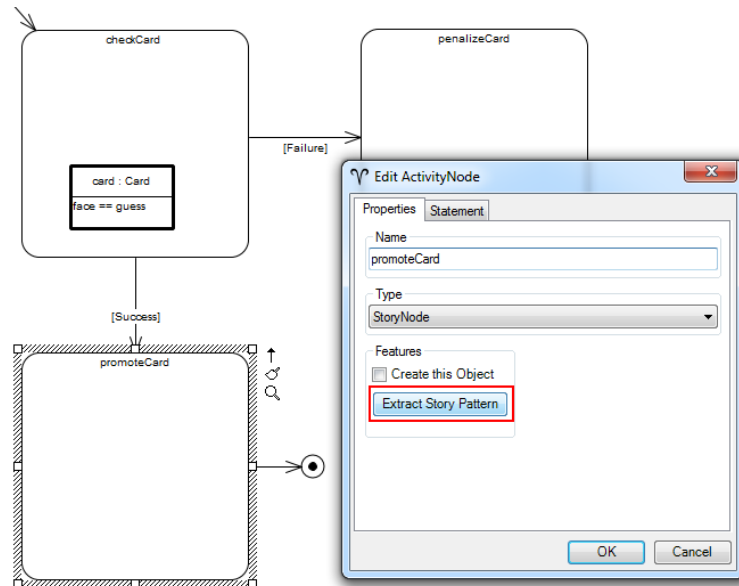 checkCard
penalizeCard
[Failure]
card : Card
face == guess
[Success]
promoteCard
Edit ActivityNode
Properties
Statement
Name
promoteCard
Type
StoryNode
Features
Create this Object
Extract Story Pattern
OK
Cancel